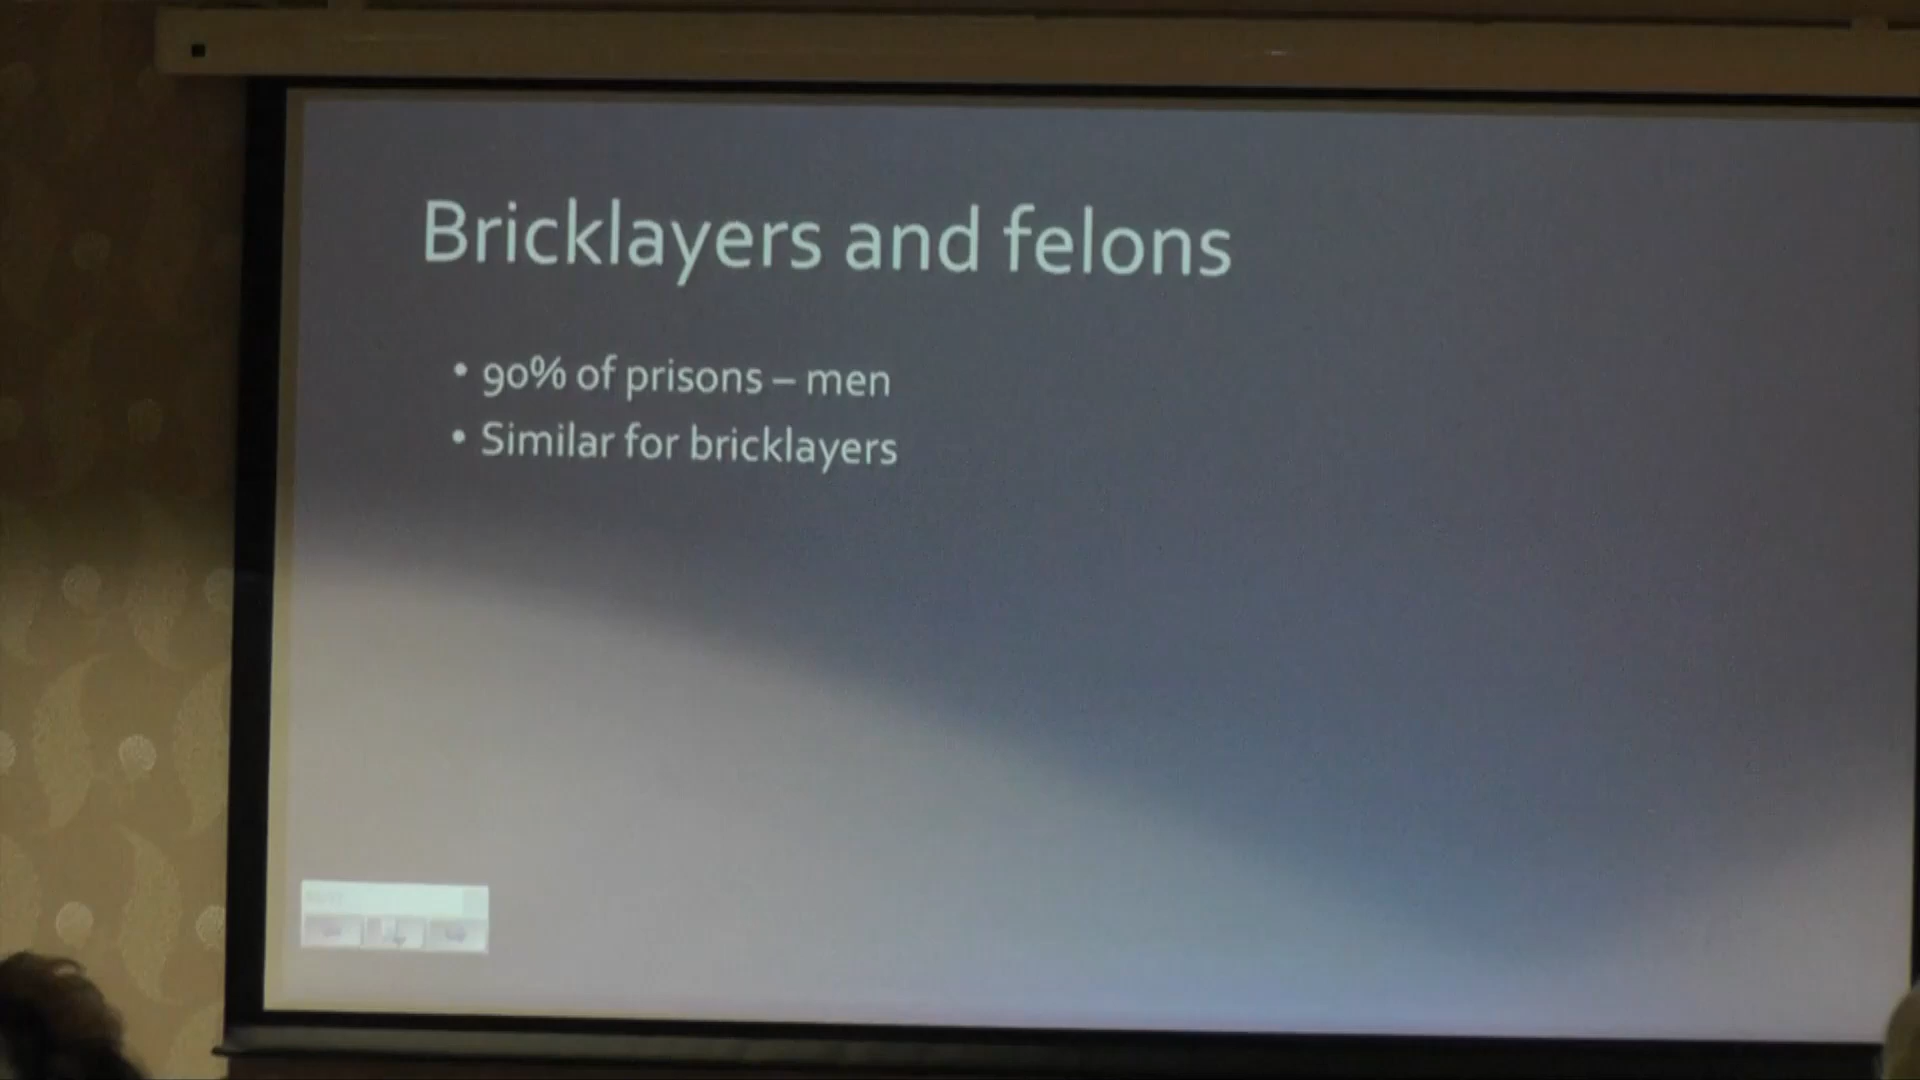 Bricklayers and felons
• 90% of prisons – men
• Similar for bricklayers